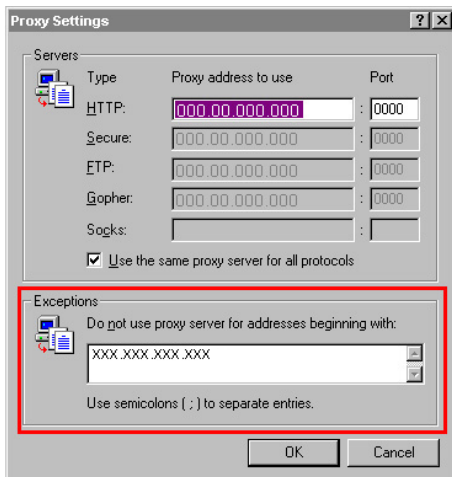 Proxy Settings
Servers
Type Proxy address to use Port
HTTP: 000.00.000.000 : 0000
Secure: 000.00.000.000 : 0000
FTP: 000.00.000.000 : 0000
Gopher: 000.00.000.000 : 0000
Socks: :
Use the same proxy server for all protocols
Exceptions
Do not use proxy server for addresses beginning with:
XXX.XXX.XXX.XXX
Use semicolons ( ; ) to separate entries.
OK Cancel